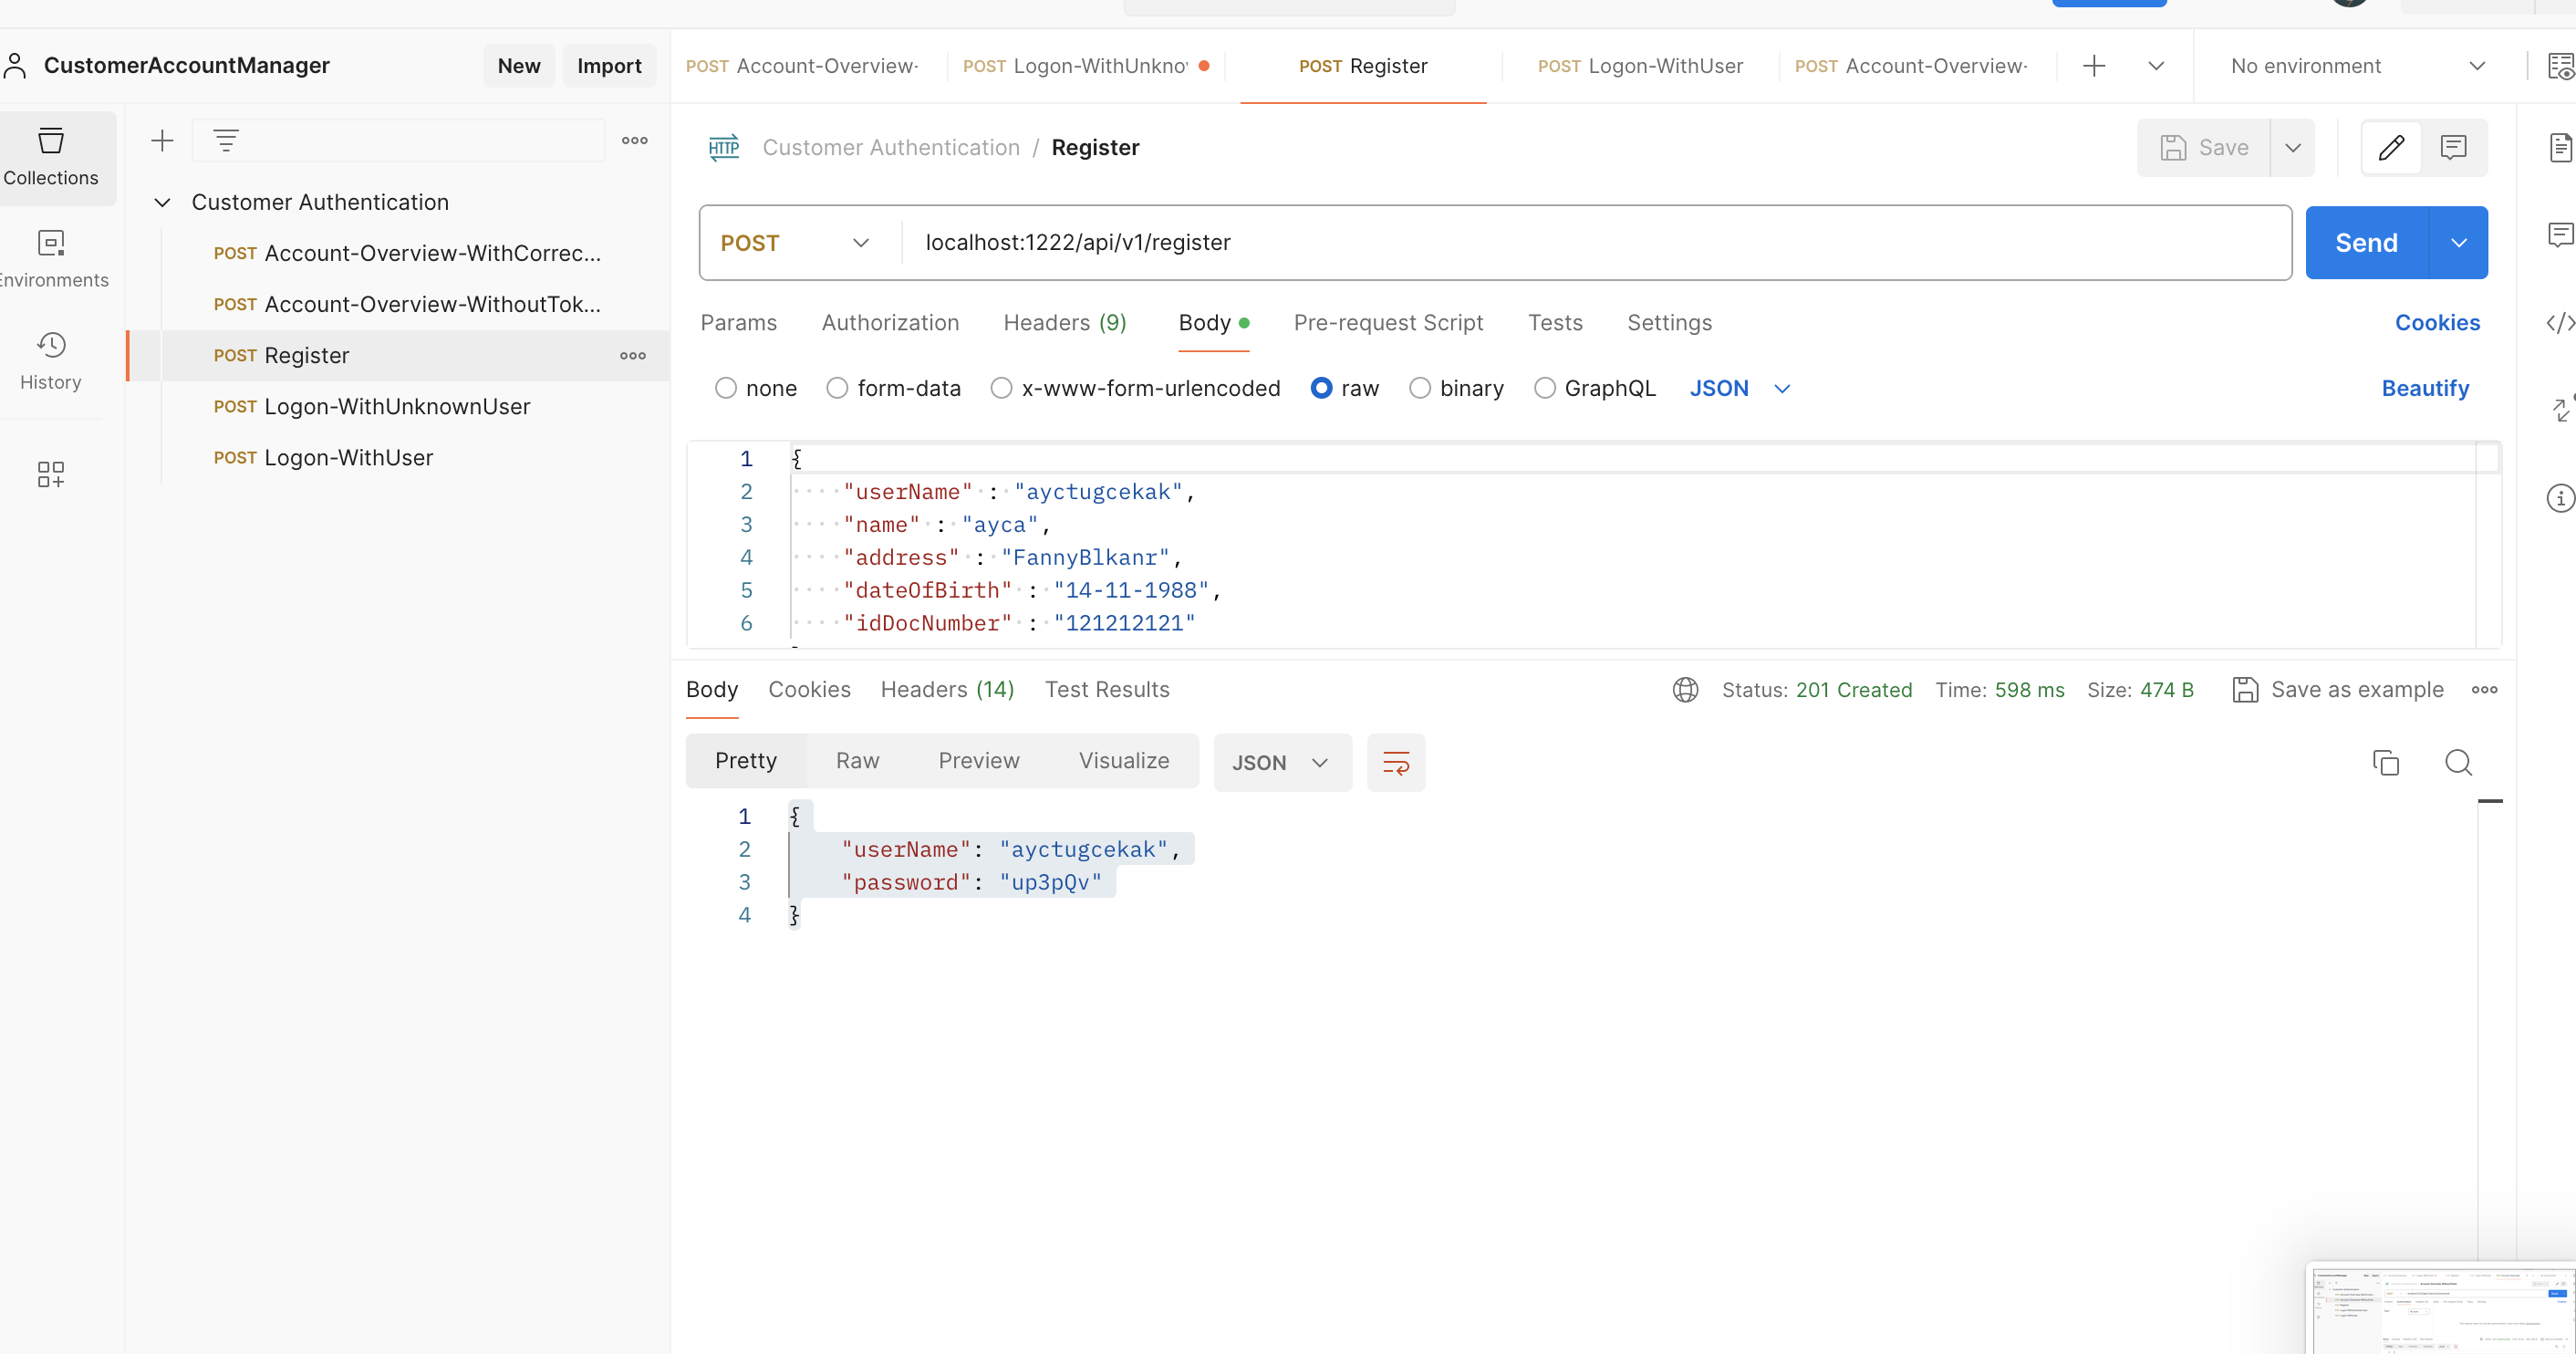 CustomerAccountManager
New
Import
POST Account-Overview-
POST Logon-WithUnkno
POST Register
POST Logon-WithUser
POST Account-Overview-
No environment
Collections
Environments
History
Customer Authentication
POST Account-Overview-WithCorrec...
POST Account-Overview-WithoutTok...
POST Register
POST Logon-WithUnknownUser
POST Logon-WithUser
HTTP Customer Authentication / Register
Save
POST localhost:1222/api/v1/register
Send
Params Authorization Headers (9) Body Pre-request Script Tests Settings
Cookies
none form-data x-www-form-urlencoded raw binary GraphQL JSON
Beautify
1 {
2 "userName" : "ayctugcekak",
3 "name" : "ayca",
4 "address" : "FannyBlkanr",
5 "dateOfBirth" : "14-11-1988",
6 "idDocNumber" : "121212121"
Body Cookies Headers (14) Test Results
Status: 201 Created Time: 598 ms Size: 474 B
Save as example
Pretty Raw Preview Visualize JSON
1 {
2 "userName": "ayctugcekak",
3 "password": "up3pQv"
4 }